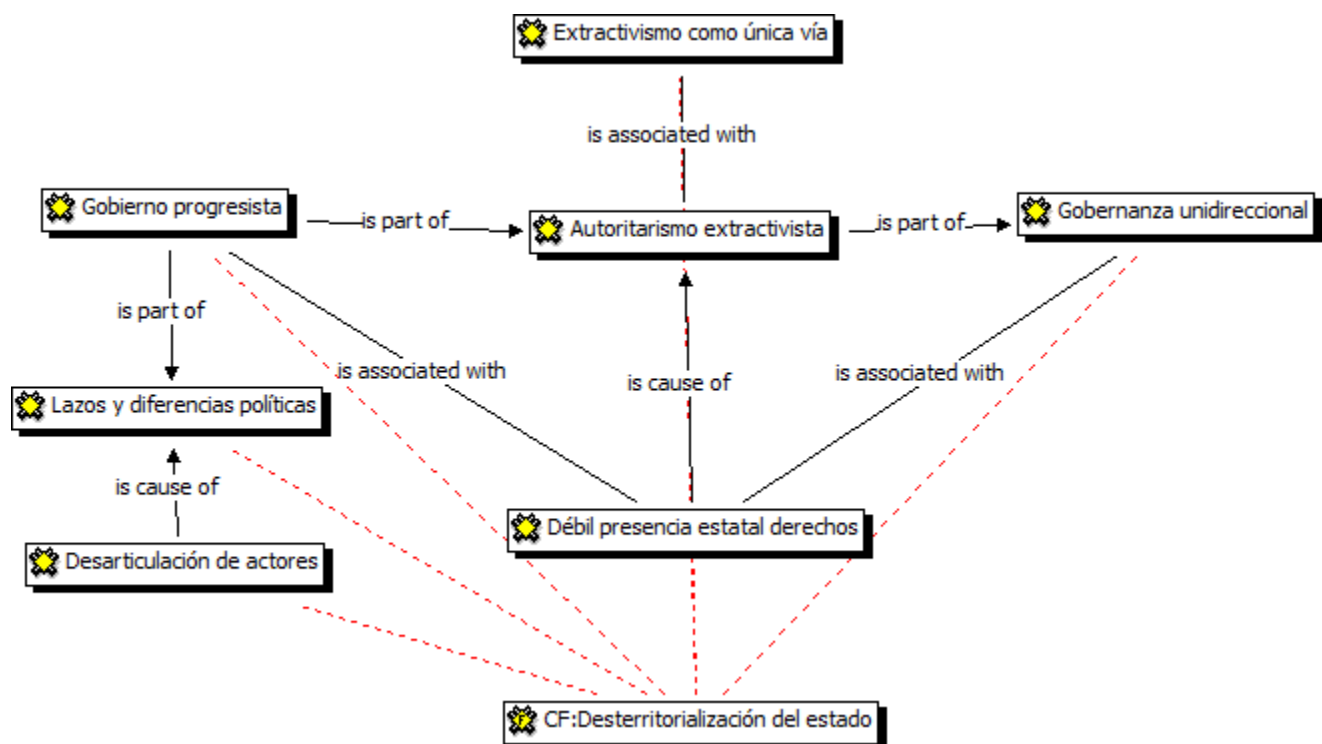 Extractivismo como única vía
is associated with
Gobierno progresista
is part of
Autoritarismo extractivista
is part of
Gobernanza unidireccional
is part of
is associated with
is cause of
is associated with
Lazos y diferencias políticas
is cause of
Desarticulación de actores
Débil presencia estatal derechos
CF:Desterritorialización del estado